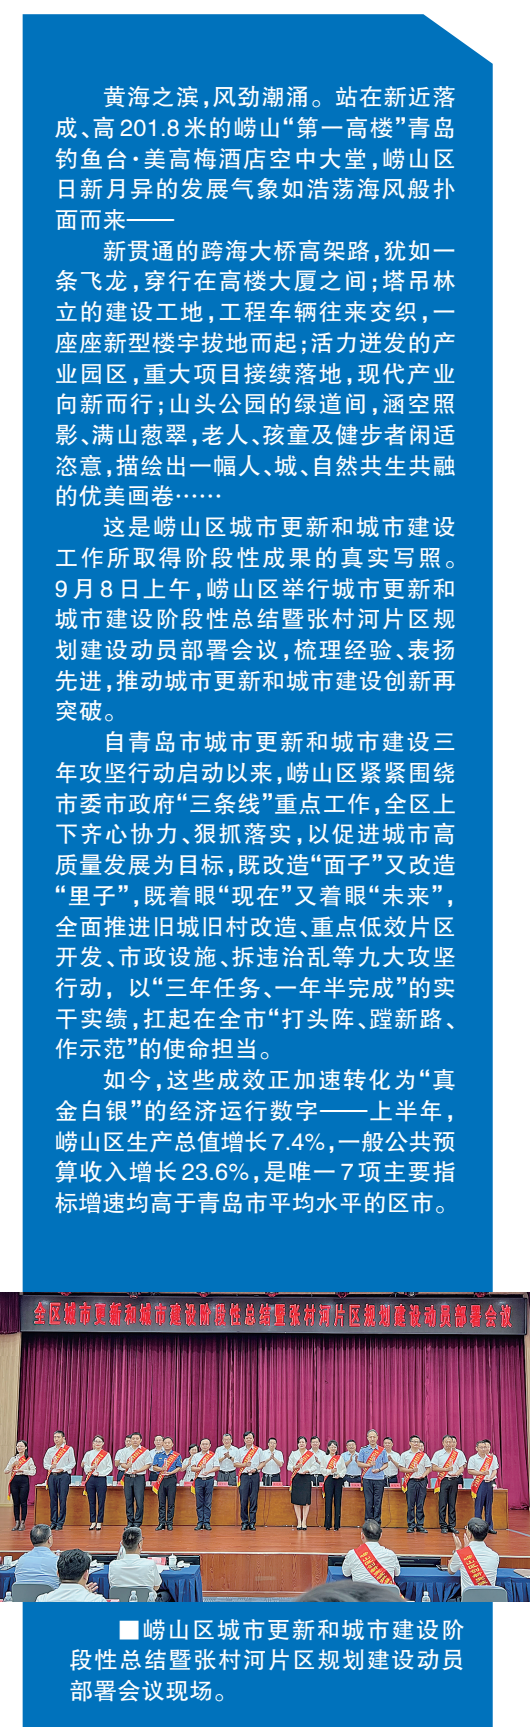 黄海之滨,风劲潮涌。站在新近落
成、高201.8米的崂山“第一高楼”青岛
钓鱼台·美高梅酒店空中大堂,崂山区
日新月异的发展气象如浩荡海风般扑
面而来——
新贯通的跨海大桥高架路,犹如一
条飞龙,穿行在高楼大厦之间;塔吊林
立的建设工地,工程车辆往来交织,一
座座新型楼宇拔地而起;活力迸发的产
业园区,重大项目接续落地,现代产业
向新而行;山头公园的绿道间,涵空照
影、满山葱翠,老人、孩童及健步者闲适
恣意,描绘出一幅人、城、自然共生共融
的优美画卷……
这是崂山区城市更新和城市建设
工作所取得阶段性成果的真实写照。
9月8日上午,崂山区举行城市更新和
城市建设阶段性总结暨张村河片区规
划建设动员部署会议,梳理经验、表扬
先进,推动城市更新和城市建设创新再
突破。
自青岛市城市更新和城市建设三
年攻坚行动启动以来,崂山区紧紧围绕
市委市政府“三条线”重点工作,全区上
下齐心协力、狠抓落实,以促进城市高
质量发展为目标,既改造“面子”又改造
“里子”,既着眼“现在”又着眼“未来”,
全面推进旧城旧村改造、重点低效片区
开发、市政设施、拆违治乱等九大攻坚
行动，以“三年任务、一年半完成”的实
干实绩,扛起在全市“打头阵、蹚新路、
作示范”的使命担当。
如今,这些成效正加速转化为“真
金白银”的经济运行数字——上半年,
崂山区生产总值增长7.4%,一般公共预
算收入增长23.6%,是唯一7项主要指
标增速均高于青岛市平均水平的区市。
全区城市更新和城市建设阶段性总结暨张村河片区规划建设动员部署会议
■崂山区城市更新和城市建设阶
段性总结暨张村河片区规划建设动员
部署会议现场。